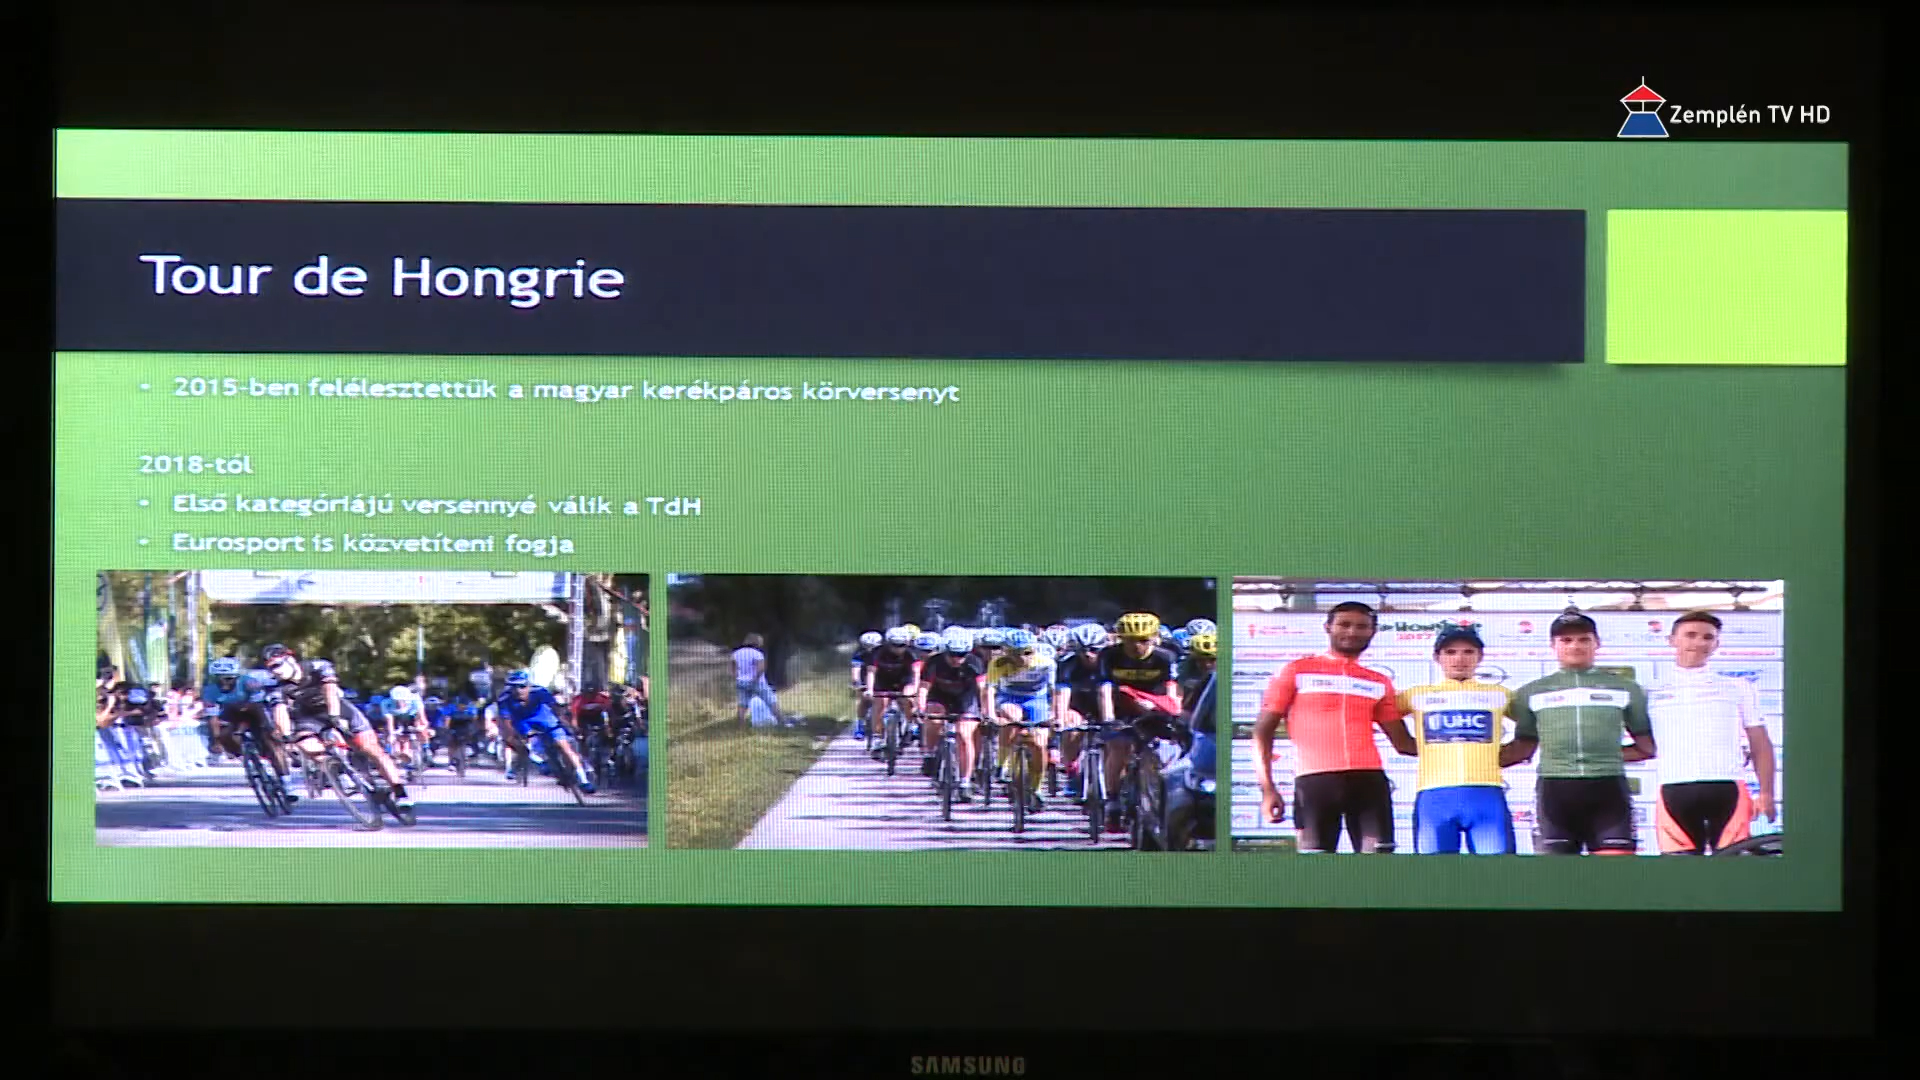 Zemplén TV HD
Tour de Hongrie
• 2015-ben felélesztettük a magyar kerékpáros körversenyt
2018-tól
• Első kategóriájú versennyé válik a TdH
• Eurosport is közvetíteni fogja
UHC
SAMSUNG